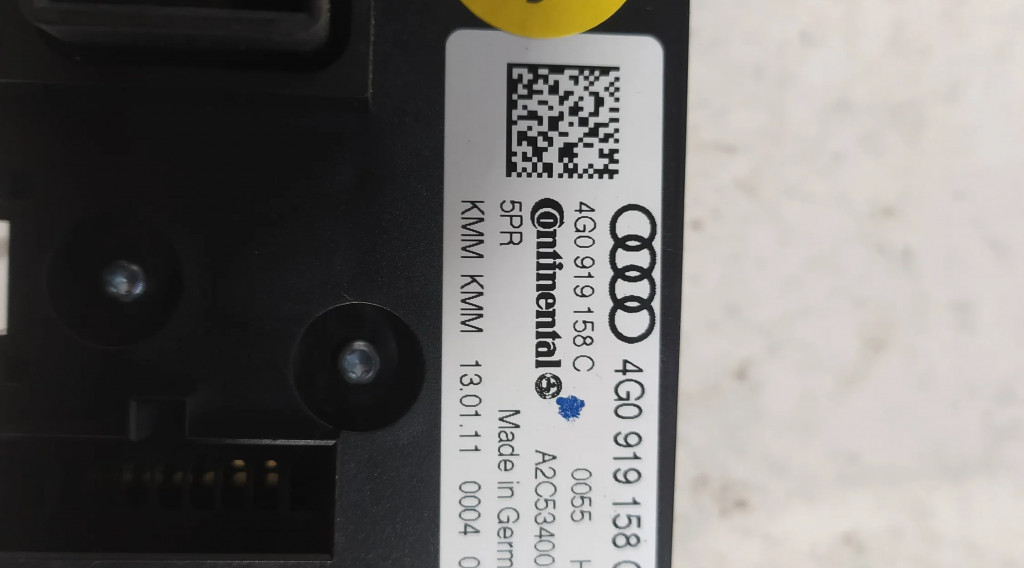 4G0 919 158
4G0 919 158 C 0055
Continental A2C53400
5PR Made in Germ
KMM KMM 13.01.11 0004